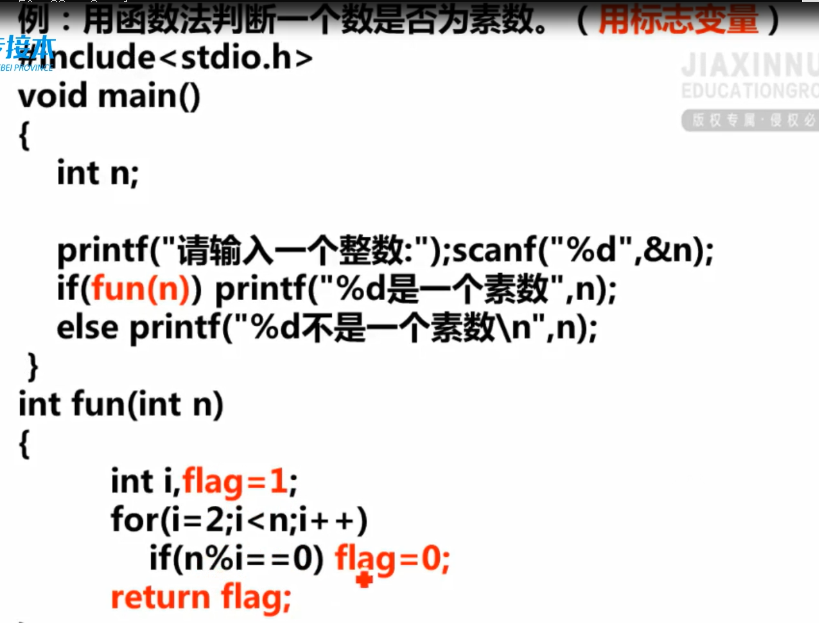 例：用函数法判断一个数是否为素数。（用标志变量）
接本
BEI PROVINCE
#include<stdio.h>
JIAXINNU
EDUCATIONGRO
版权专属·侵权必
void main()
{
int n;
printf("请输入一个整数:");scanf("%d",&n);
if(fun(n)) printf("%d是一个素数",n);
else printf("%d不是一个素数\n",n);
}
int fun(int n)
{
int i,flag=1;
for(i=2;i<n;i++)
if(n%i==0) flag=0;
return flag;